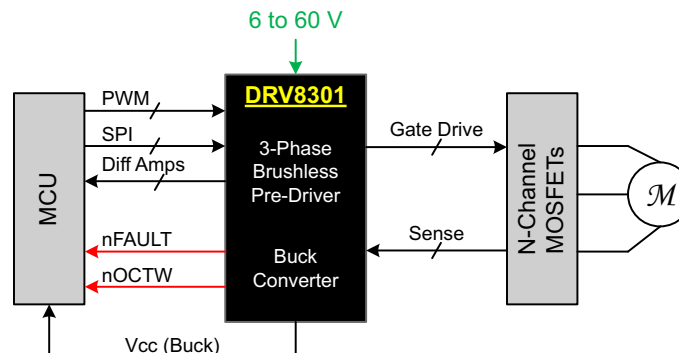 6 to 60 V
DRV8301
PWM
SPI
Diff Amps
MCU
3-Phase
Brushless
Pre-Driver
Gate Drive
N-Channel
MOSFETs
M
nFAULT
nOCTW
Buck
Converter
Sense
Vcc (Buck)